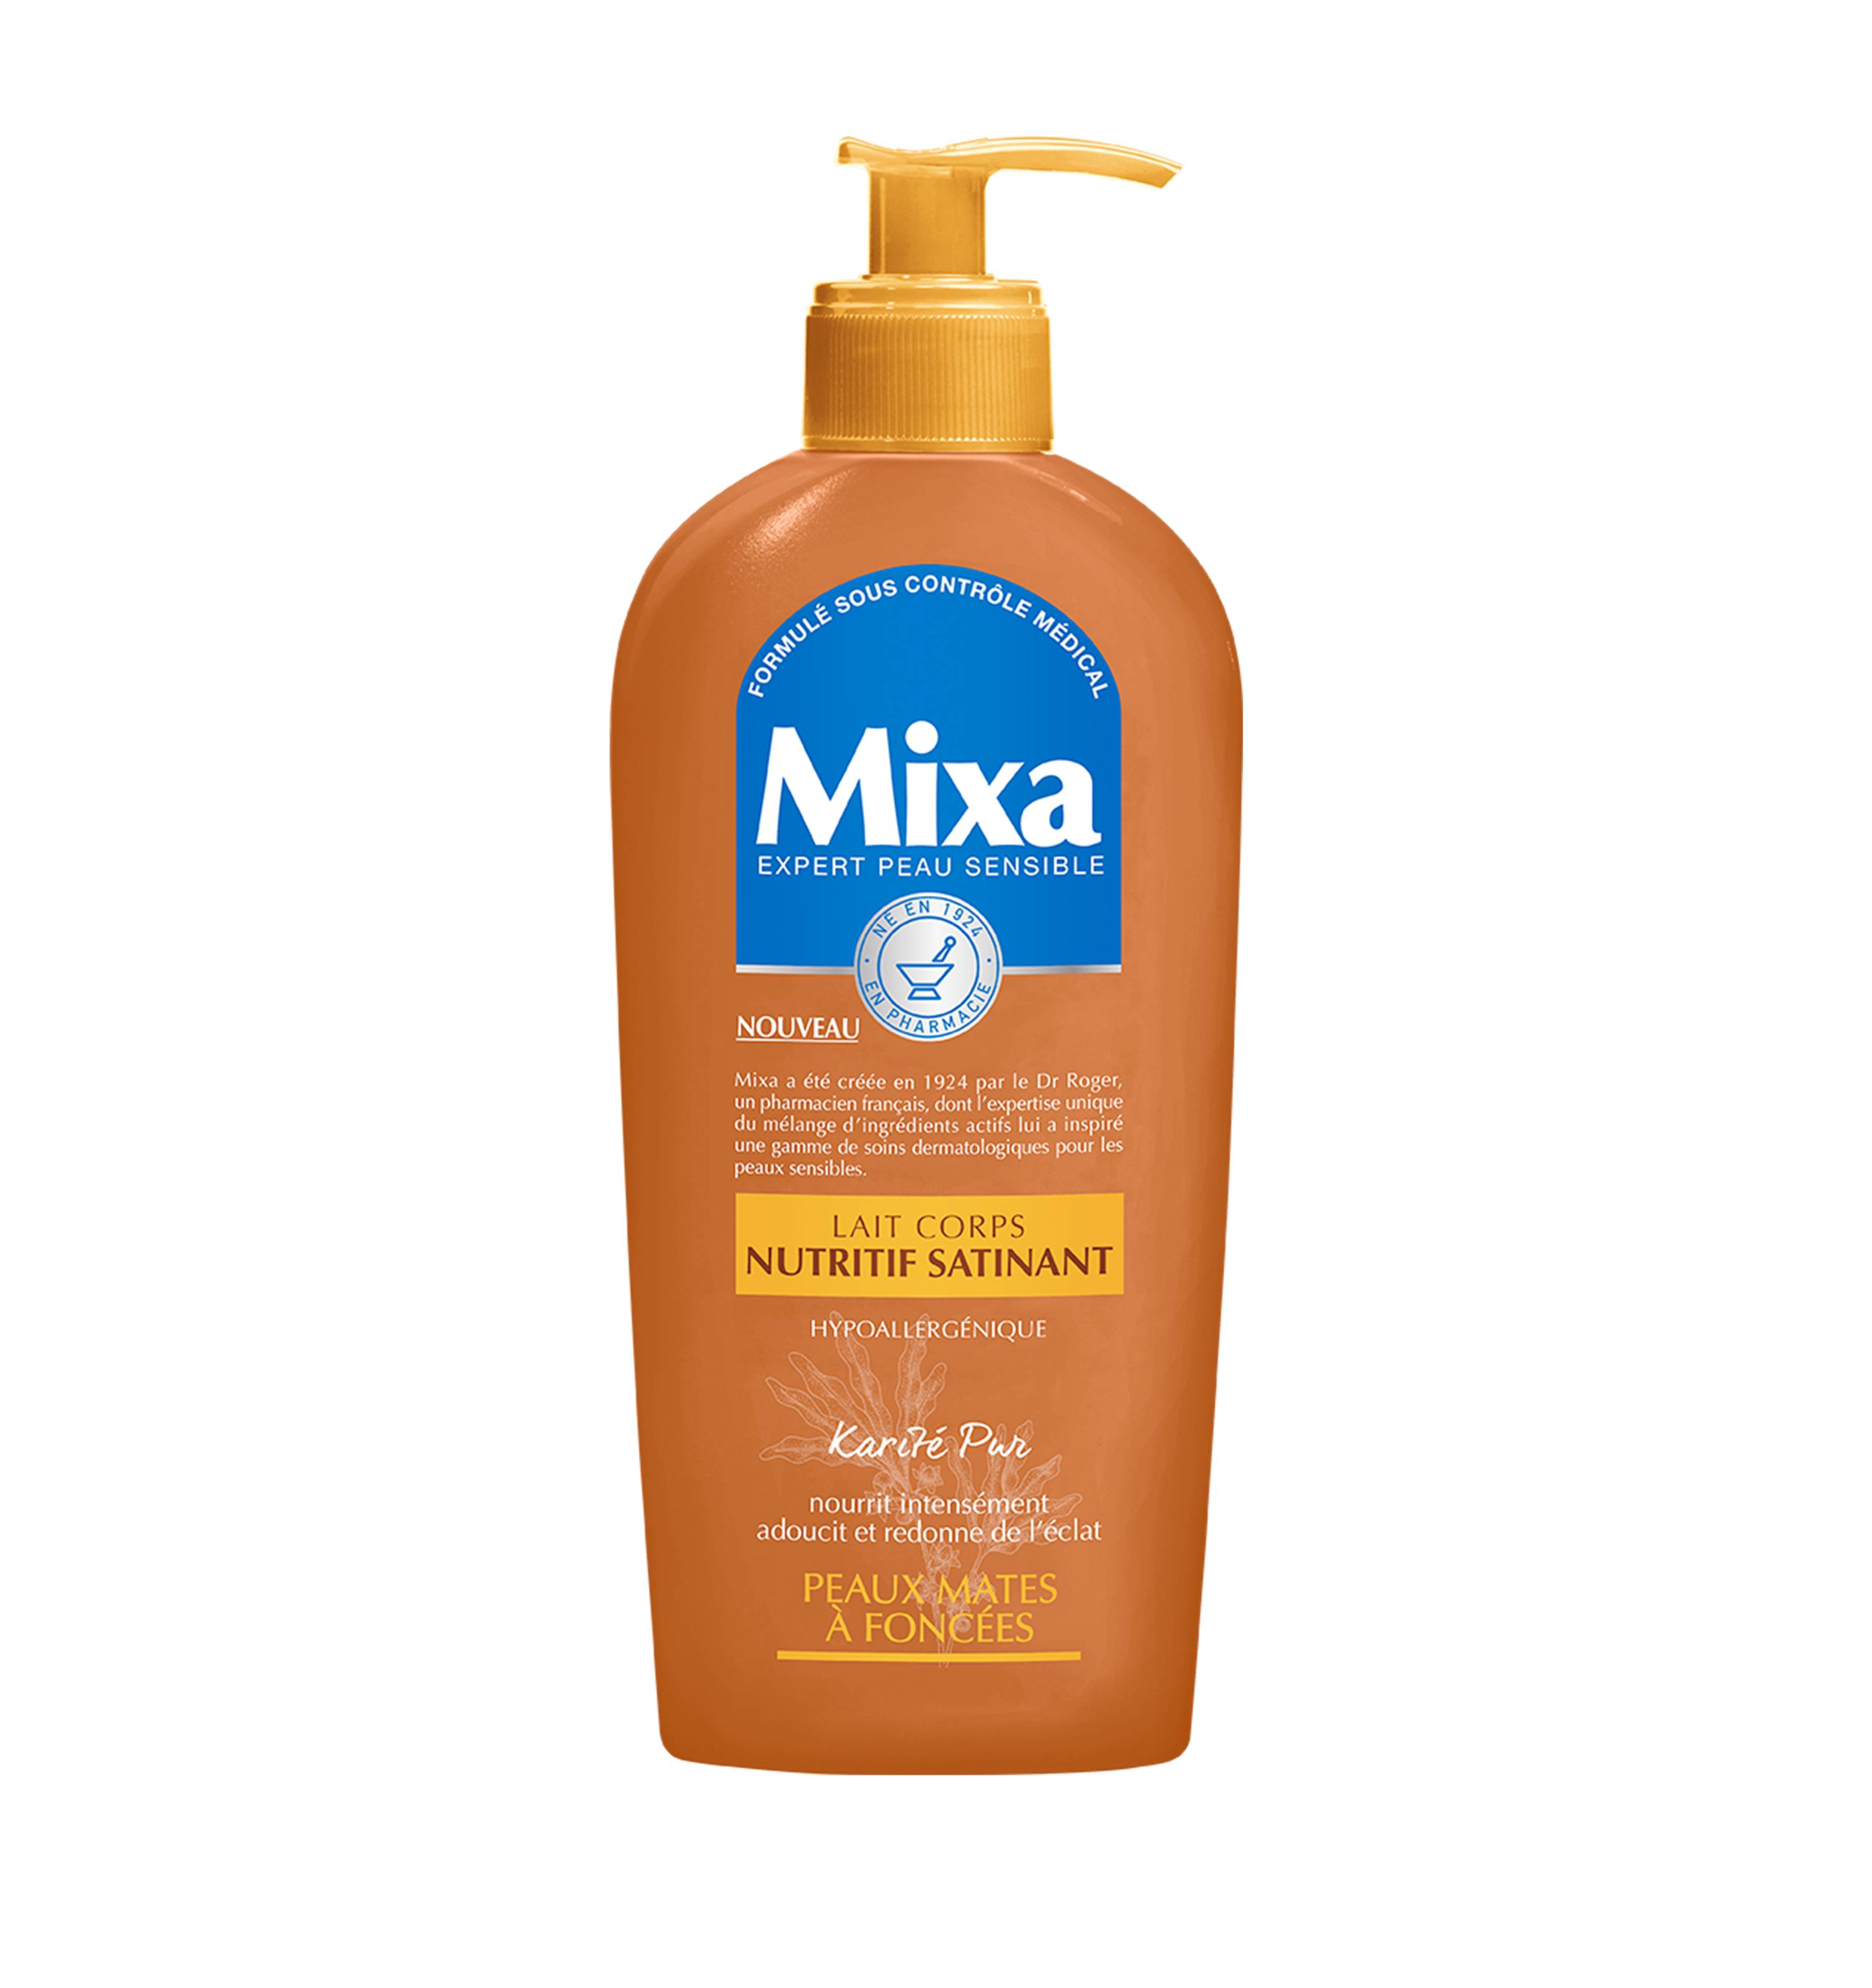 FORMULÉ SOUS CONTRÔLE MÉDICAL
Mixa
EXPERT PEAU SENSIBLE
NÉ EN 1924
EN PHARMACIE
NOUVEAU
Mixa a été créée en 1924 par le Dr Roger,
un pharmacien français, dont l'expertise unique
du mélange d'ingrédients actifs lui a inspiré
une gamme de soins dermatologiques pour les
peaux sensibles.
LAIT CORPS
NUTRITIF SATINANT
HYPOALLERGÉNIQUE
Karité Pur
nourrit intensément
adoucit et redonne de l'éclat
PEAUX MATES
À FONCÉES